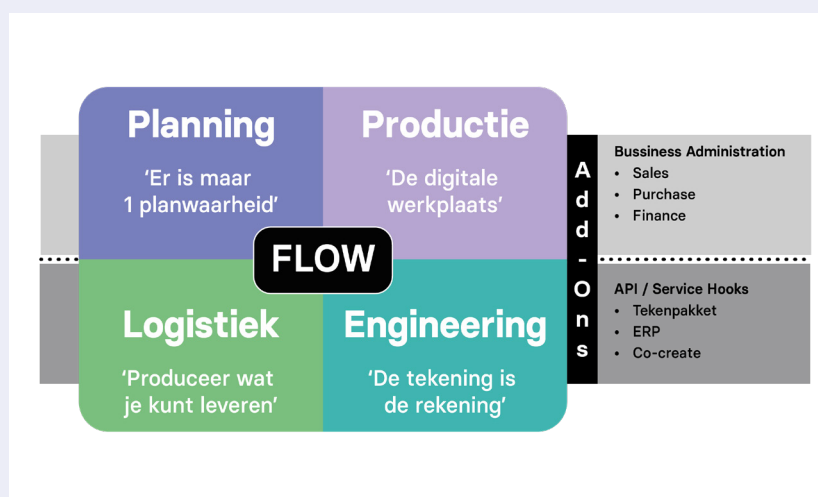 Planning
'Er is maar
1 planwaarheid'
Productie
'De digitale
werkplaats'
FLOW
Logistiek
'Produceer wat
je kunt leveren'
Engineering
'De tekening is
de rekening'
Add-Ons
Bussiness Administration
• Sales
• Purchase
• Finance
API / Service Hooks
• Tekenpakket
• ERP
• Co-create